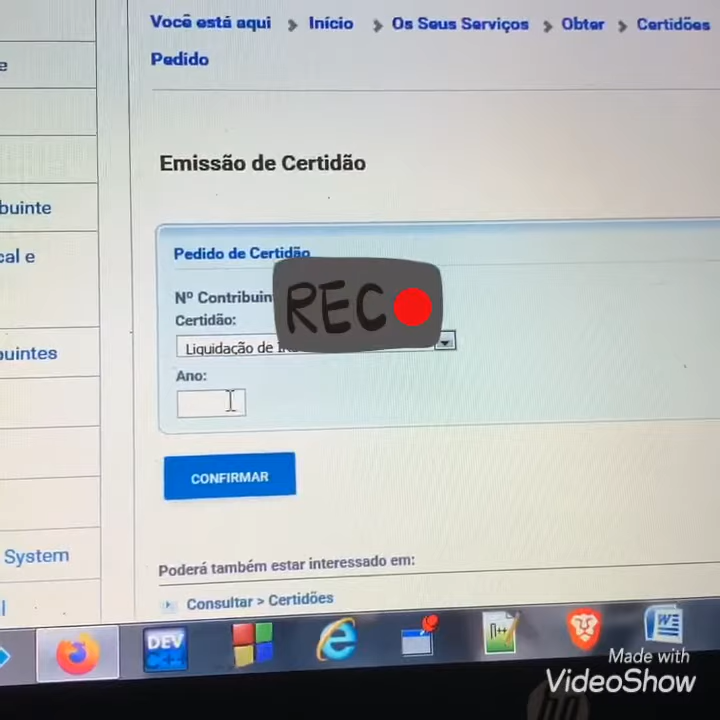 Você está aqui > Início > Os Seus Serviços > Obter > Certidões
Pedido
Emissão de Certidão
buinte
cal e
Pedido de Certidão
Nº Contribuin
REC
Certidão:
Liquidação de
buintes
Ano:
CONFIRMAR
System
Poderá também estar interessado em:
Consultar > Certidões
DEV
C++
N++
W
Made with
VideoShow
hp